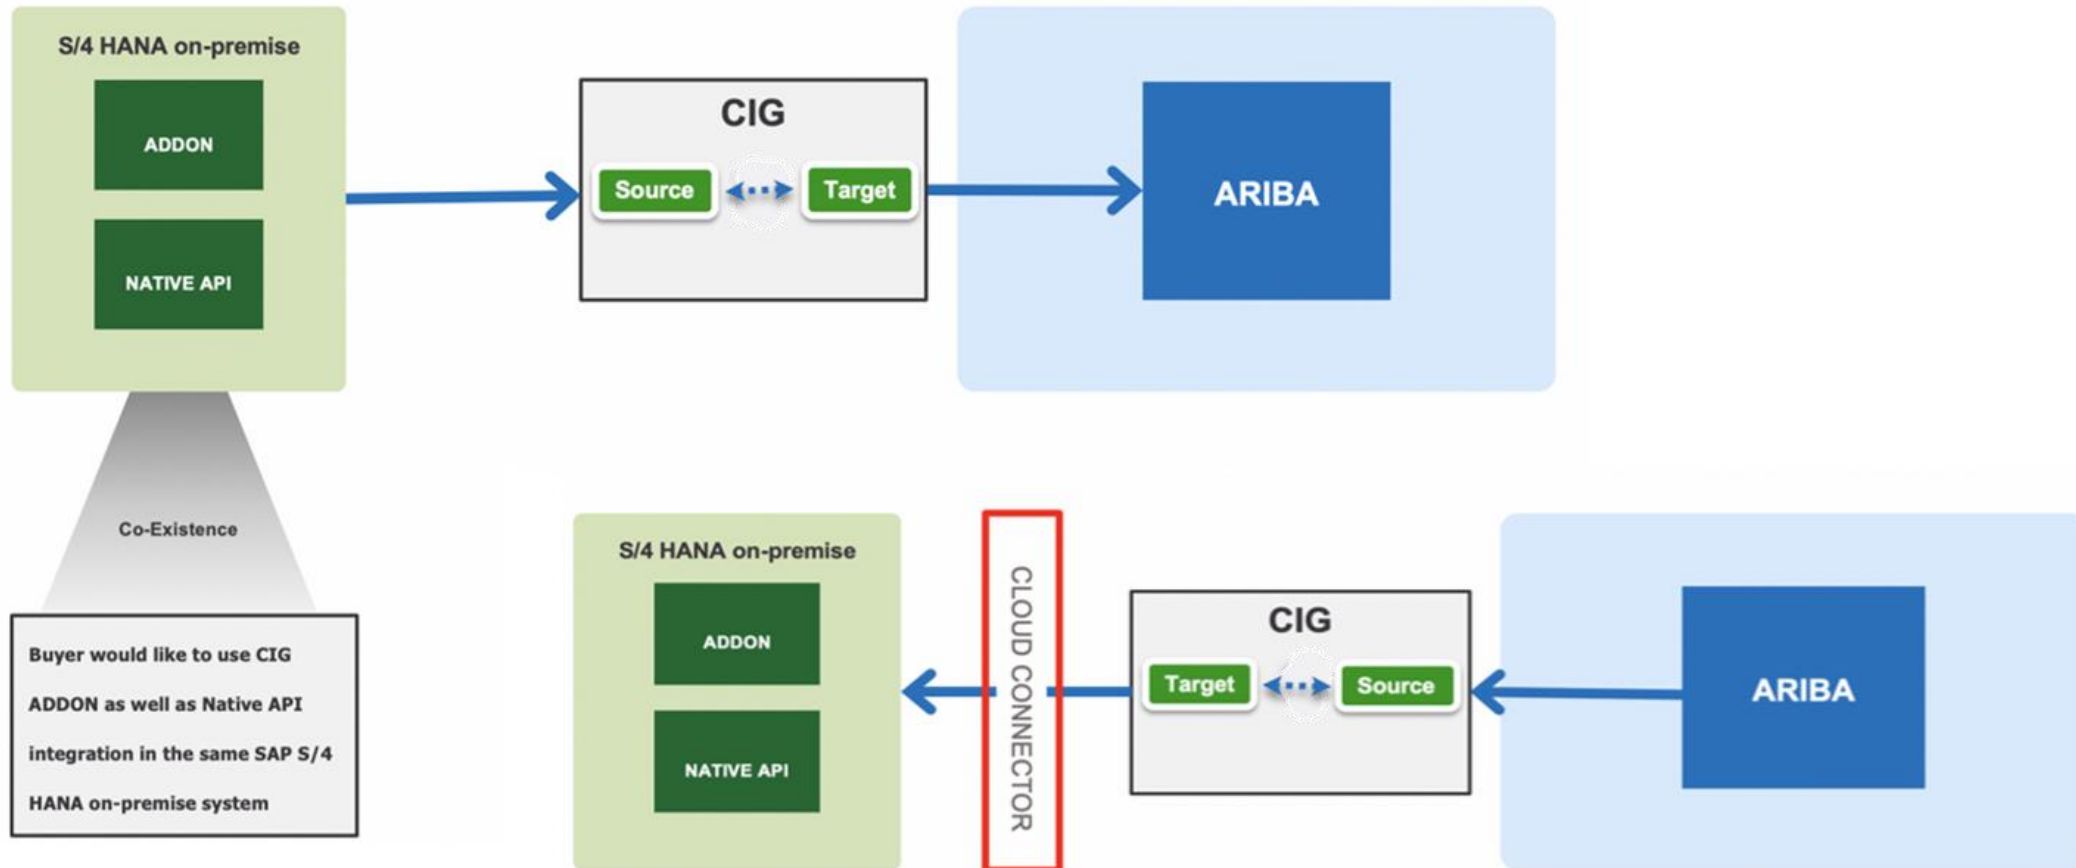 S/4 HANA on-premise
ADDON
NATIVE API
CIG
Source
Target
ARIBA
Co-Existence
Buyer would like to use CIG
ADDON as well as Native API
integration in the same SAP S/4
HANA on-premise system
S/4 HANA on-premise
ADDON
NATIVE API
CLOUD CONNECTOR
CIG
Target
Source
ARIBA